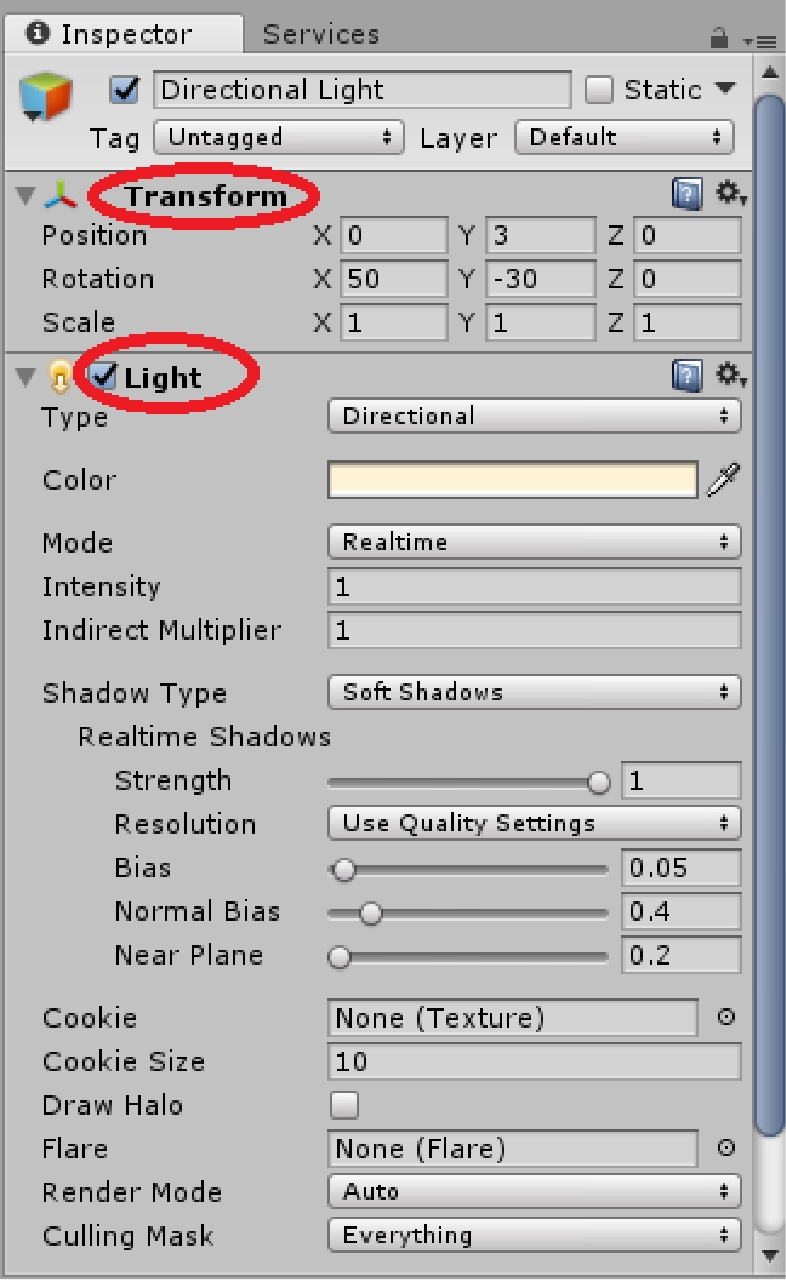 Inspector Services
Directional Light Static
Tag Untagged Layer Default
Transform
Position X 0 Y 3 Z 0
Rotation X 50 Y -30 Z 0
Scale X 1 Y 1 Z 1
Light
Type Directional
Color
Mode Realtime
Intensity 1
Indirect Multiplier 1
Shadow Type Soft Shadows
Realtime Shadows
Strength 1
Resolution Use Quality Settings
Bias 0.05
Normal Bias 0.4
Near Plane 0.2
Cookie None (Texture)
Cookie Size 10
Draw Halo
Flare None (Flare)
Render Mode Auto
Culling Mask Everything